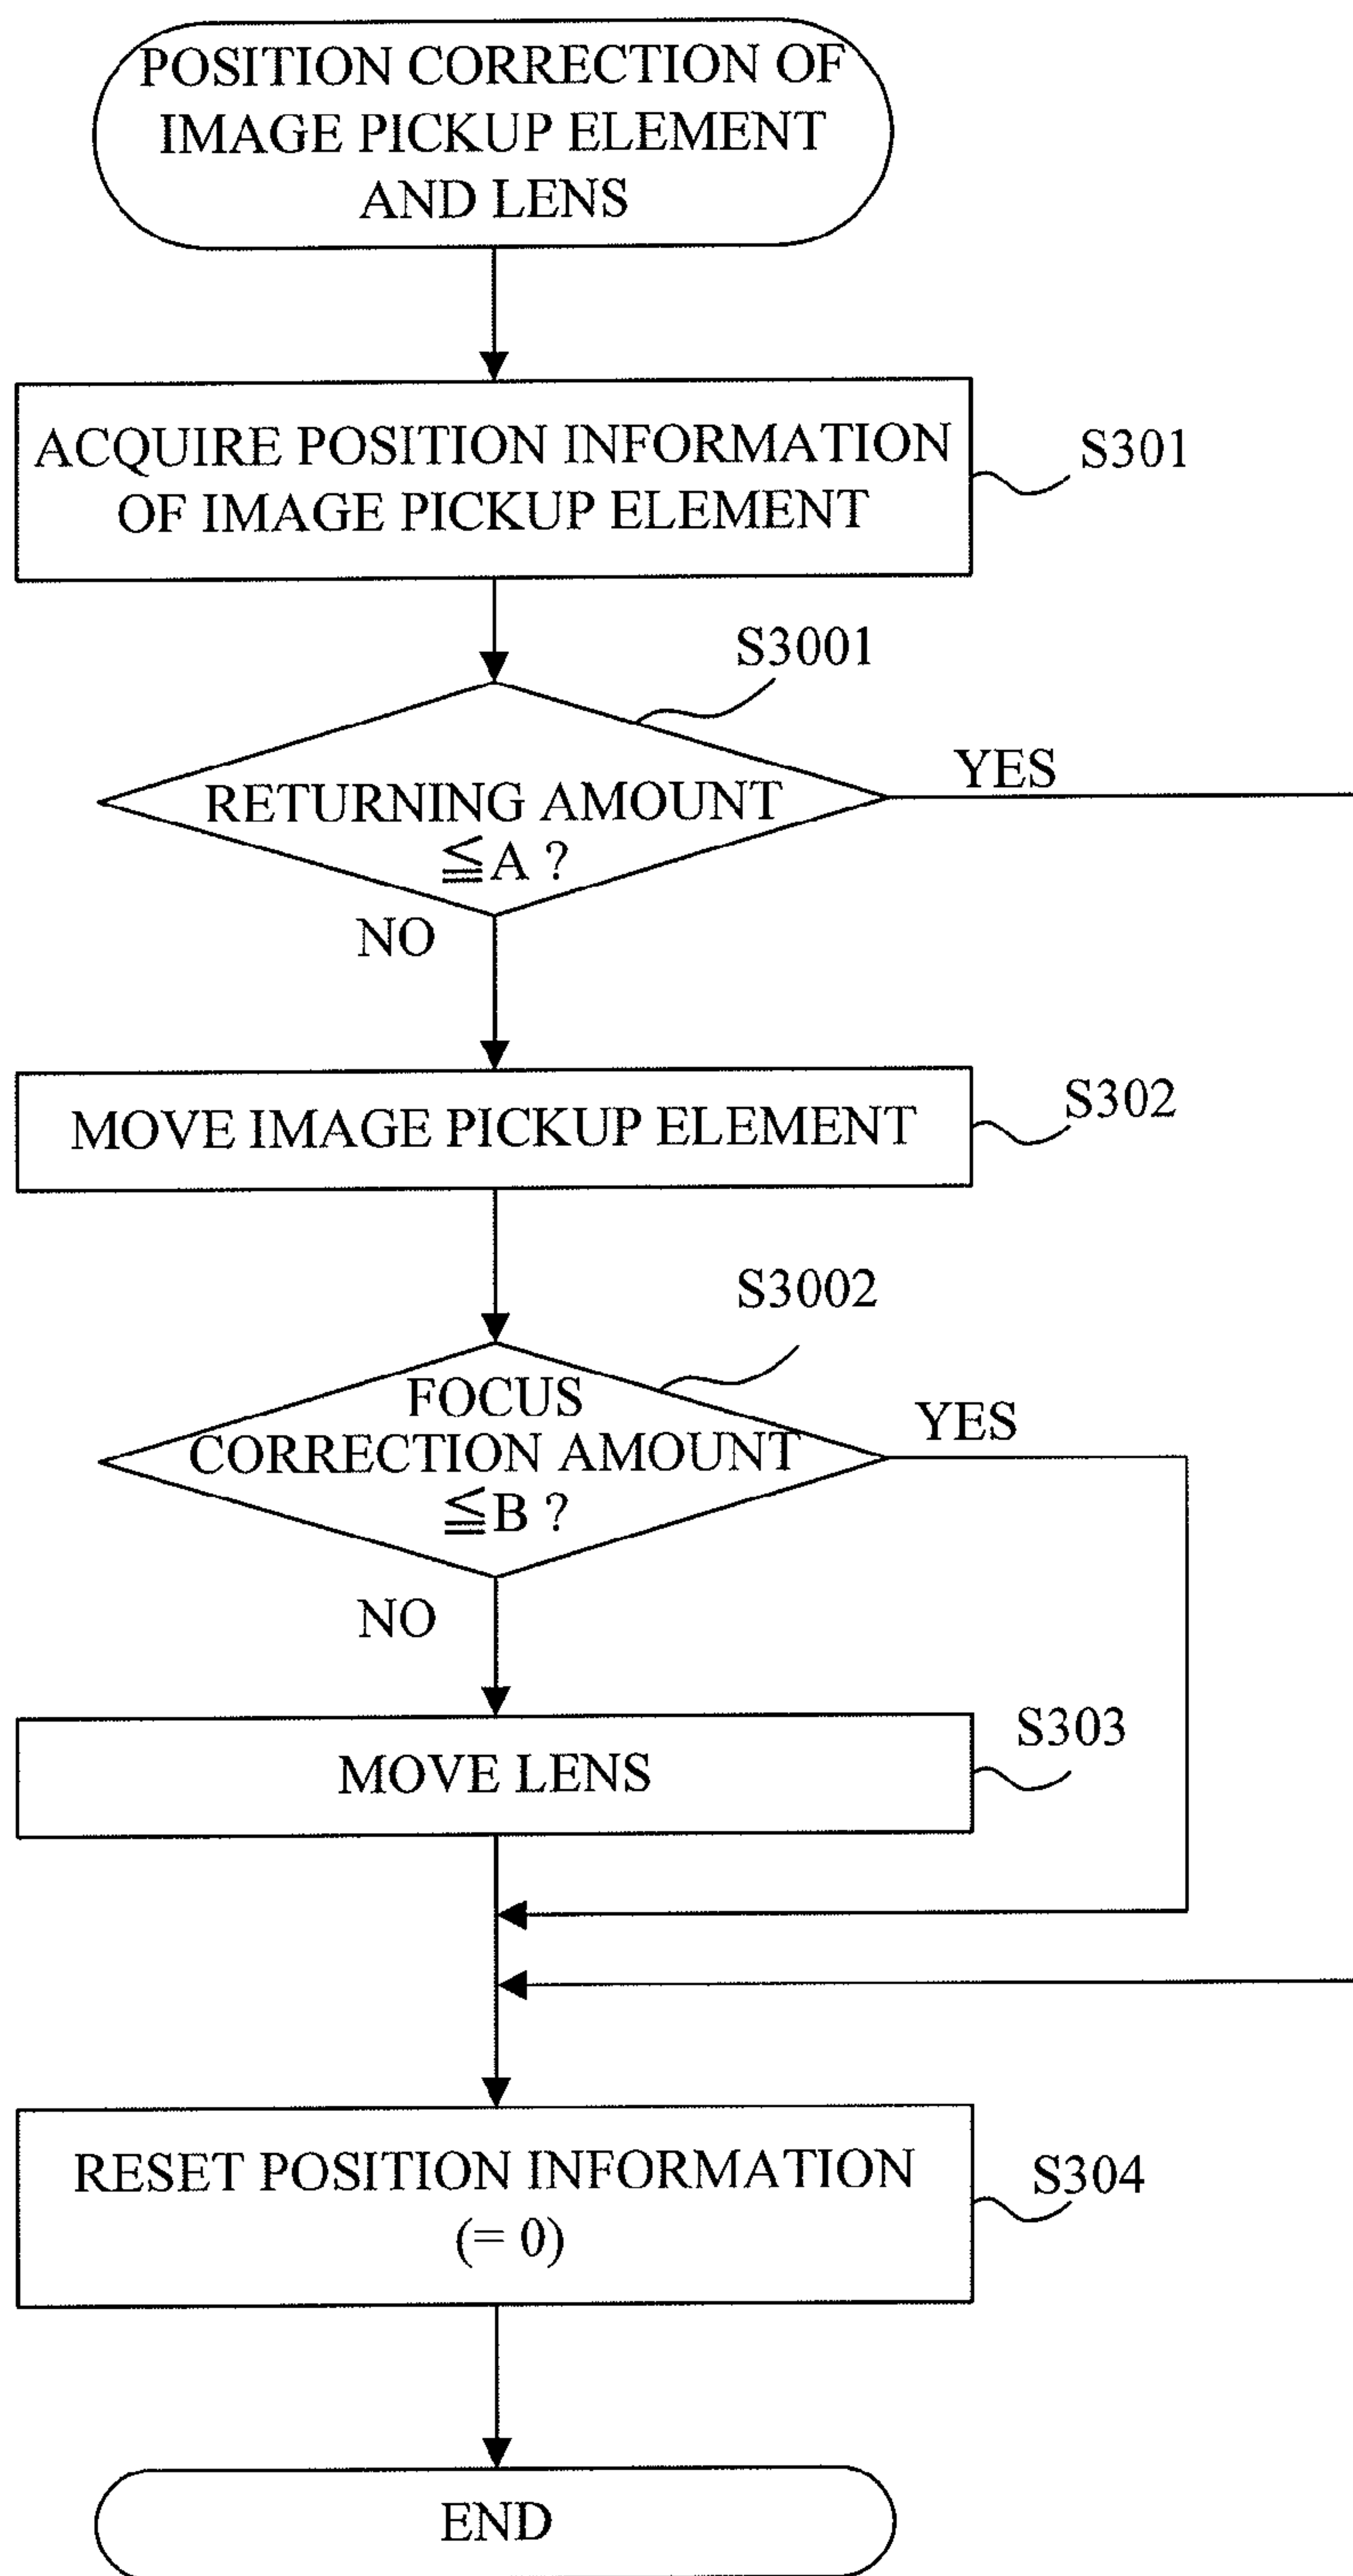 POSITION CORRECTION OF
IMAGE PICKUP ELEMENT
AND LENS
ACQUIRE POSITION INFORMATION
OF IMAGE PICKUP ELEMENT
S301
S3001
RETURNING AMOUNT
≦A ?
YES
NO
MOVE IMAGE PICKUP ELEMENT
S302
S3002
FOCUS
CORRECTION AMOUNT
≦B ?
YES
NO
MOVE LENS
S303
RESET POSITION INFORMATION
(= 0)
S304
END